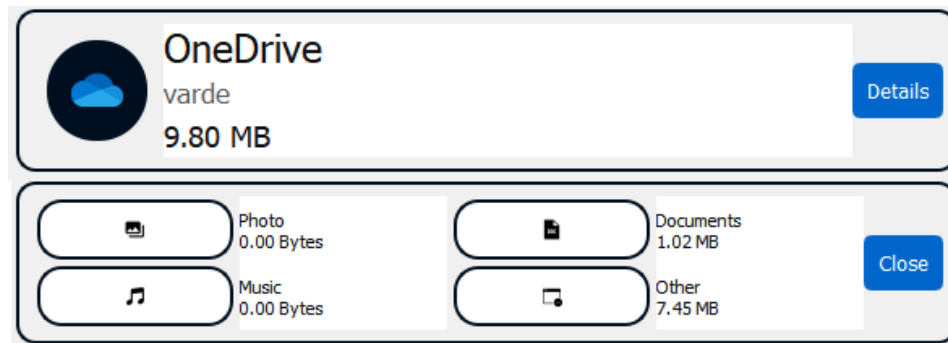 OneDrive
varde
9.80 MB
Details
Photo
0.00 Bytes
Documents
1.02 MB
Music
0.00 Bytes
Other
7.45 MB
Close